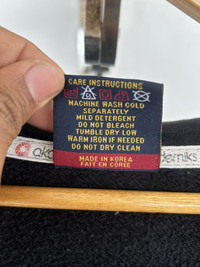 CARE INSTRUCTIONS
MACHINE WASH COLD
SEPARATELY
MILD DETERGENT
DO NOT BLEACH
TUMBLE DRY LOW
WARM IRON IF NEEDED
DO NOT DRY CLEAN
MADE IN KOREA
FAIT EN CORÉE